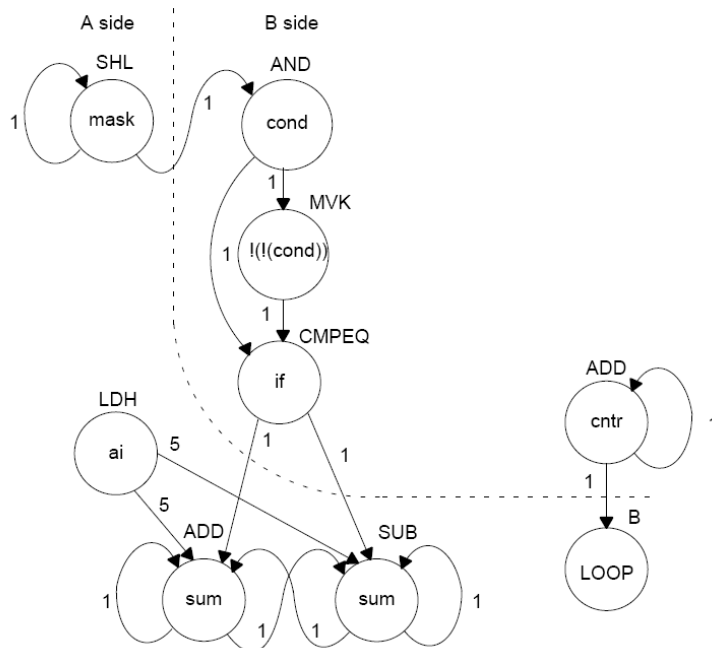 A side
B side
SHL
AND
mask
1
1
cond
1
MVK
!(!(cond))
1
1
CMPEQ
if
ADD
LDH
cntr
1
ai
5
1
1
1
5
ADD
SUB
B
sum
sum
LOOP
1
1
1
1